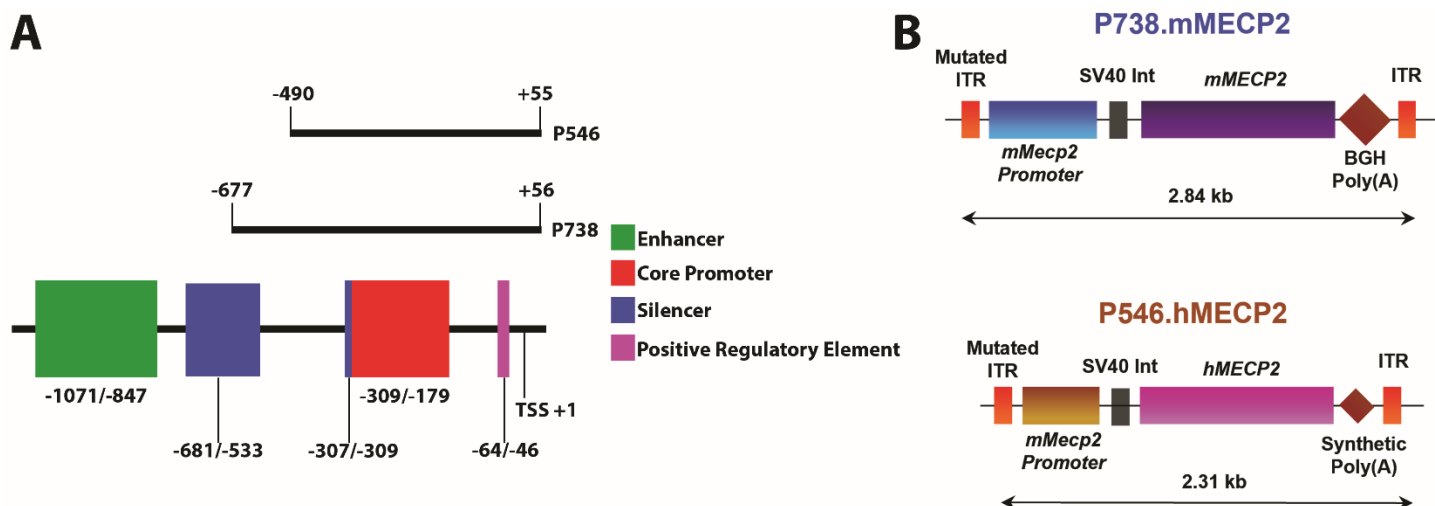 A
-490
+55
P546
-677
+56
P738
Enhancer
Core Promoter
Silencer
Positive Regulatory Element
-1071/-847
-309/-179
TSS +1
-681/-533
-307/-309
-64/-46
B
P738.mMECP2
Mutated
ITR
SV40 Int
mMECP2
ITR
mMecp2
Promoter
BGH
Poly(A)
2.84 kb
P546.hMECP2
Mutated
ITR
SV40 Int
hMECP2
ITR
mMecp2
Promoter
Synthetic
Poly(A)
2.31 kb